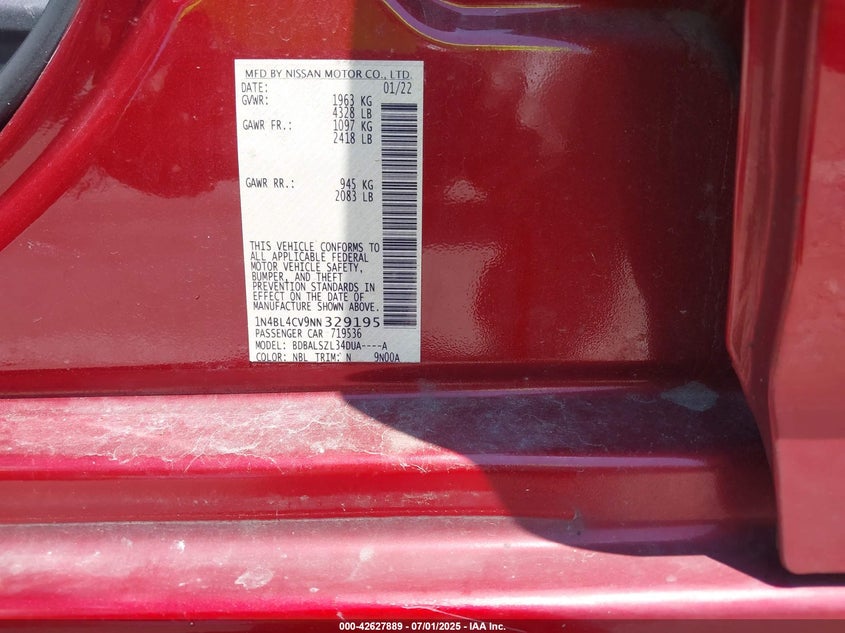 MFD BY NISSAN MOTOR CO., LTD
DATE: 01/22
GVWR: 1963 KG
4328 LB
GAWR FR.: 1097 KG
2418 LB
GAWR RR.: 945 KG
2083 LB
THIS VEHICLE CONFORMS TO
ALL APPLICABLE FEDERAL
MOTOR VEHICLE SAFETY,
BUMPER, AND THEFT
PREVENTION STANDARDS IN
EFFECT ON THE DATE OF
MANUFACTURE SHOWN ABOVE.
1N4BL4CV9NN329195
PASSENGER CAR 719536
MODEL: BDBALSZL34DUA----A
COLOR: NBL TRIM: N 9N00A
000-42627889 / 07/01/2025 - IAA Inc.